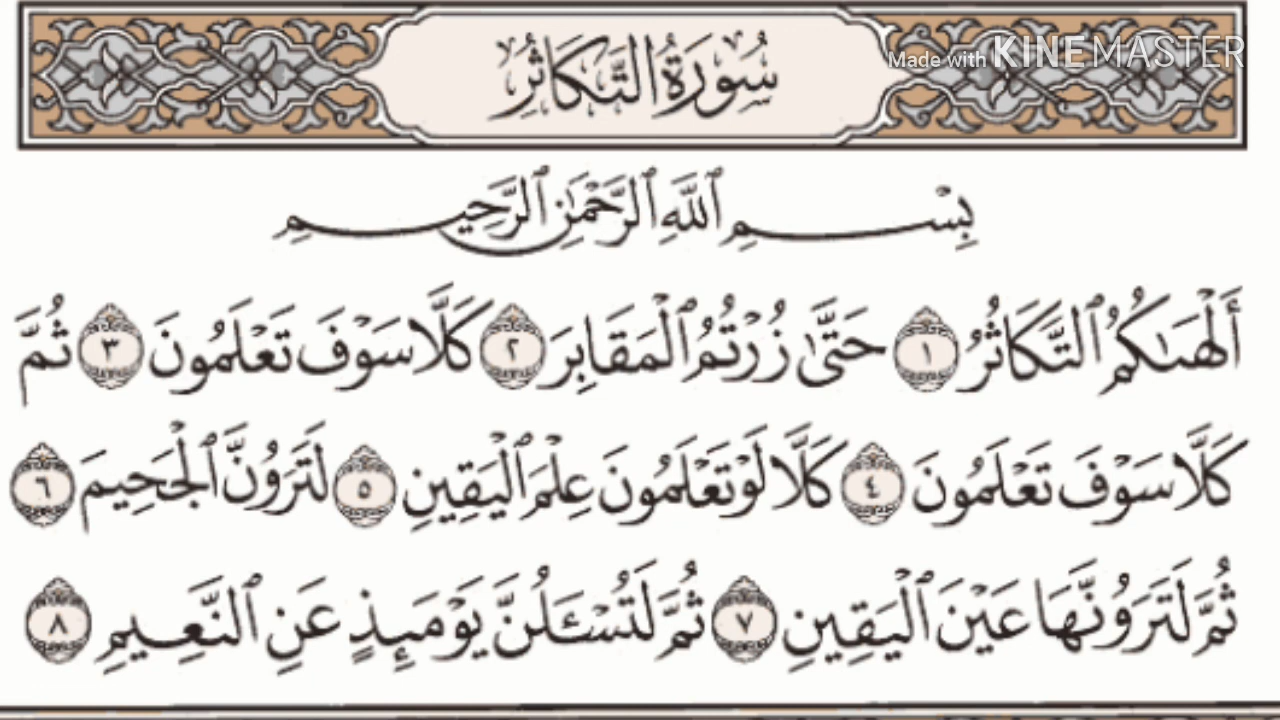 سُورَةُ التَّكَاثُرِ
Made with KINEMASTER
بِسْمِ ٱللَّهِ ٱلرَّحْمَٰنِ ٱلرَّحِيمِ
أَلْهَىٰكُمُ ٱلتَّكَاثُرُ ١ حَتَّىٰ زُرْتُمُ ٱلْمَقَابِرَ ٢ كَلَّا سَوْفَ تَعْلَمُونَ ٣ ثُمَّ
كَلَّا سَوْفَ تَعْلَمُونَ ٤ كَلَّا لَوْ تَعْلَمُونَ عِلْمَ ٱلْيَقِينِ ٥ لَتَرَوُنَّ ٱلْجَحِيمَ ٦
ثُمَّ لَتَرَوُنَّهَا عَيْنَ ٱلْيَقِينِ ٧ ثُمَّ لَتُسْـَٔلُنَّ يَوْمَئِذٍ عَنِ ٱلنَّعِيمِ ٨